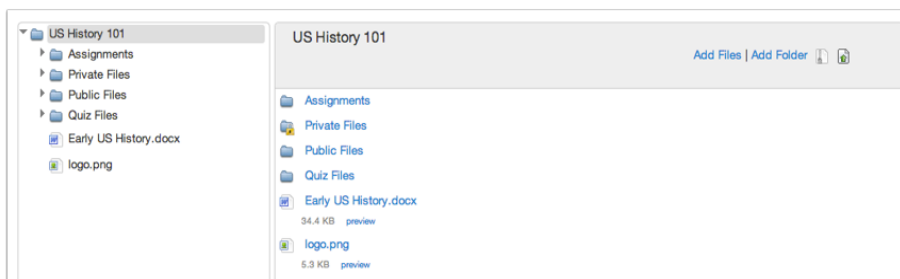 US History 101
Assignments
Private Files
Public Files
Quiz Files
Early US History.docx
logo.png
US History 101
Add Files | Add Folder
Assignments
Private Files
Public Files
Quiz Files
Early US History.docx
34.4 KB preview
logo.png
5.3 KB preview